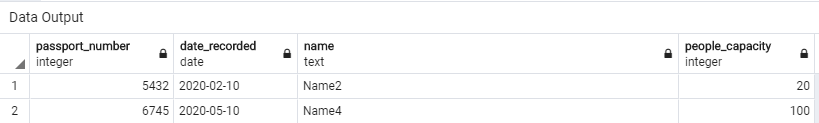 Data Output
passport_number date_recorded name people_capacity
integer date text integer
1 5432 2020-02-10 Name2 20
2 6745 2020-05-10 Name4 100